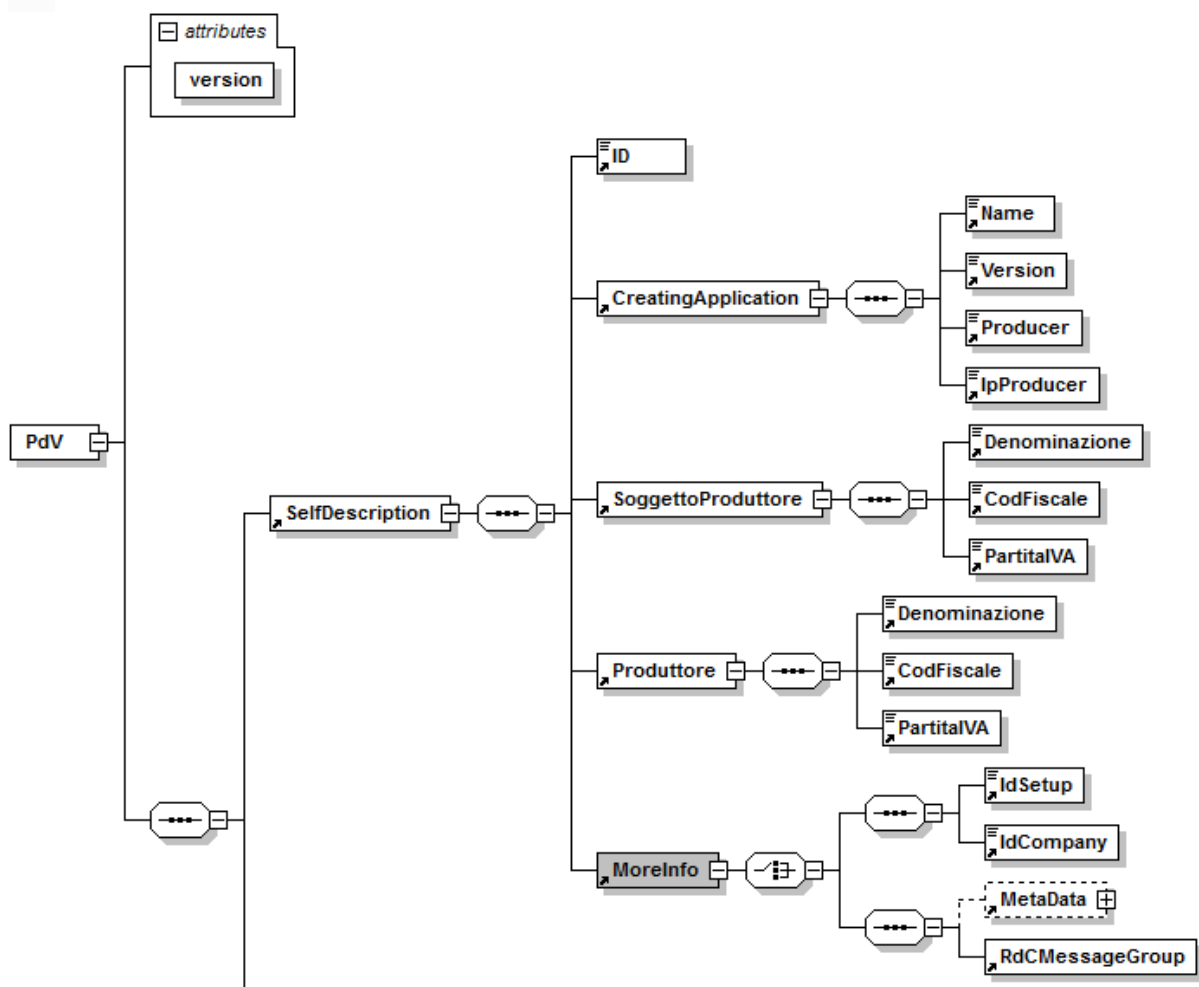 attributes
version
ID
Name
CreatingApplication
Version
Producer
IpProducer
PdV
Denominazione
SelfDescription
SoggettoProduttore
CodFiscale
PartitaIVA
Denominazione
Produttore
CodFiscale
PartitaIVA
IdSetup
IdCompany
MoreInfo
MetaData
RdCMessageGroup